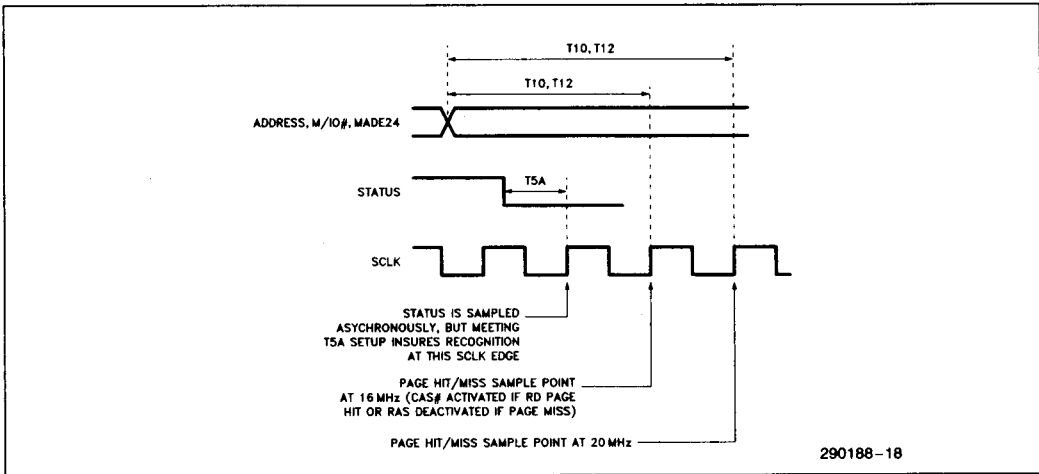 T10, T12
T10, T12
ADDRESS, M/IO#, MADE24
T5A
STATUS
SCLK
STATUS IS SAMPLED
ASYCHRONOUSLY, BUT MEETING
T5A SETUP INSURES RECOGNITION
AT THIS SCLK EDGE
PAGE HIT/MISS SAMPLE POINT
AT 16 MHz (CAS# ACTIVATED IF RD PAGE
HIT OR RAS DEACTIVATED IF PAGE MISS)
PAGE HIT/MISS SAMPLE POINT AT 20 MHz
290188-18